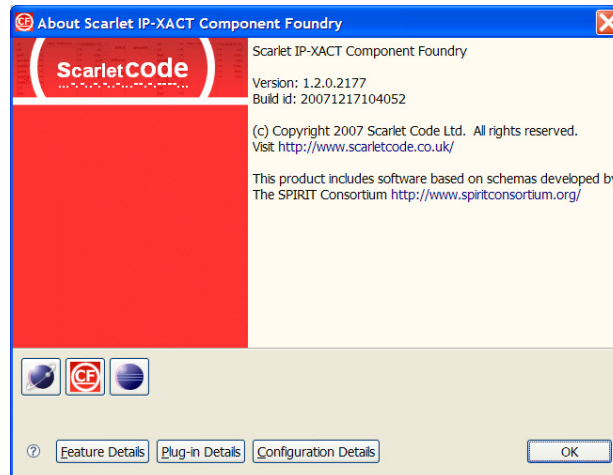 About Scarlet IP-XACT Component Foundry
scarletcode
Scarlet IP-XACT Component Foundry
Version: 1.2.0.2177
Build id: 20071217104052
(c) Copyright 2007 Scarlet Code Ltd. All rights reserved.
Visit http://www.scarletcode.co.uk/
This product includes software based on schemas developed by
The SPIRIT Consortium http://www.spiritconsortium.org/
CF
? Feature Details Plug-in Details Configuration Details OK